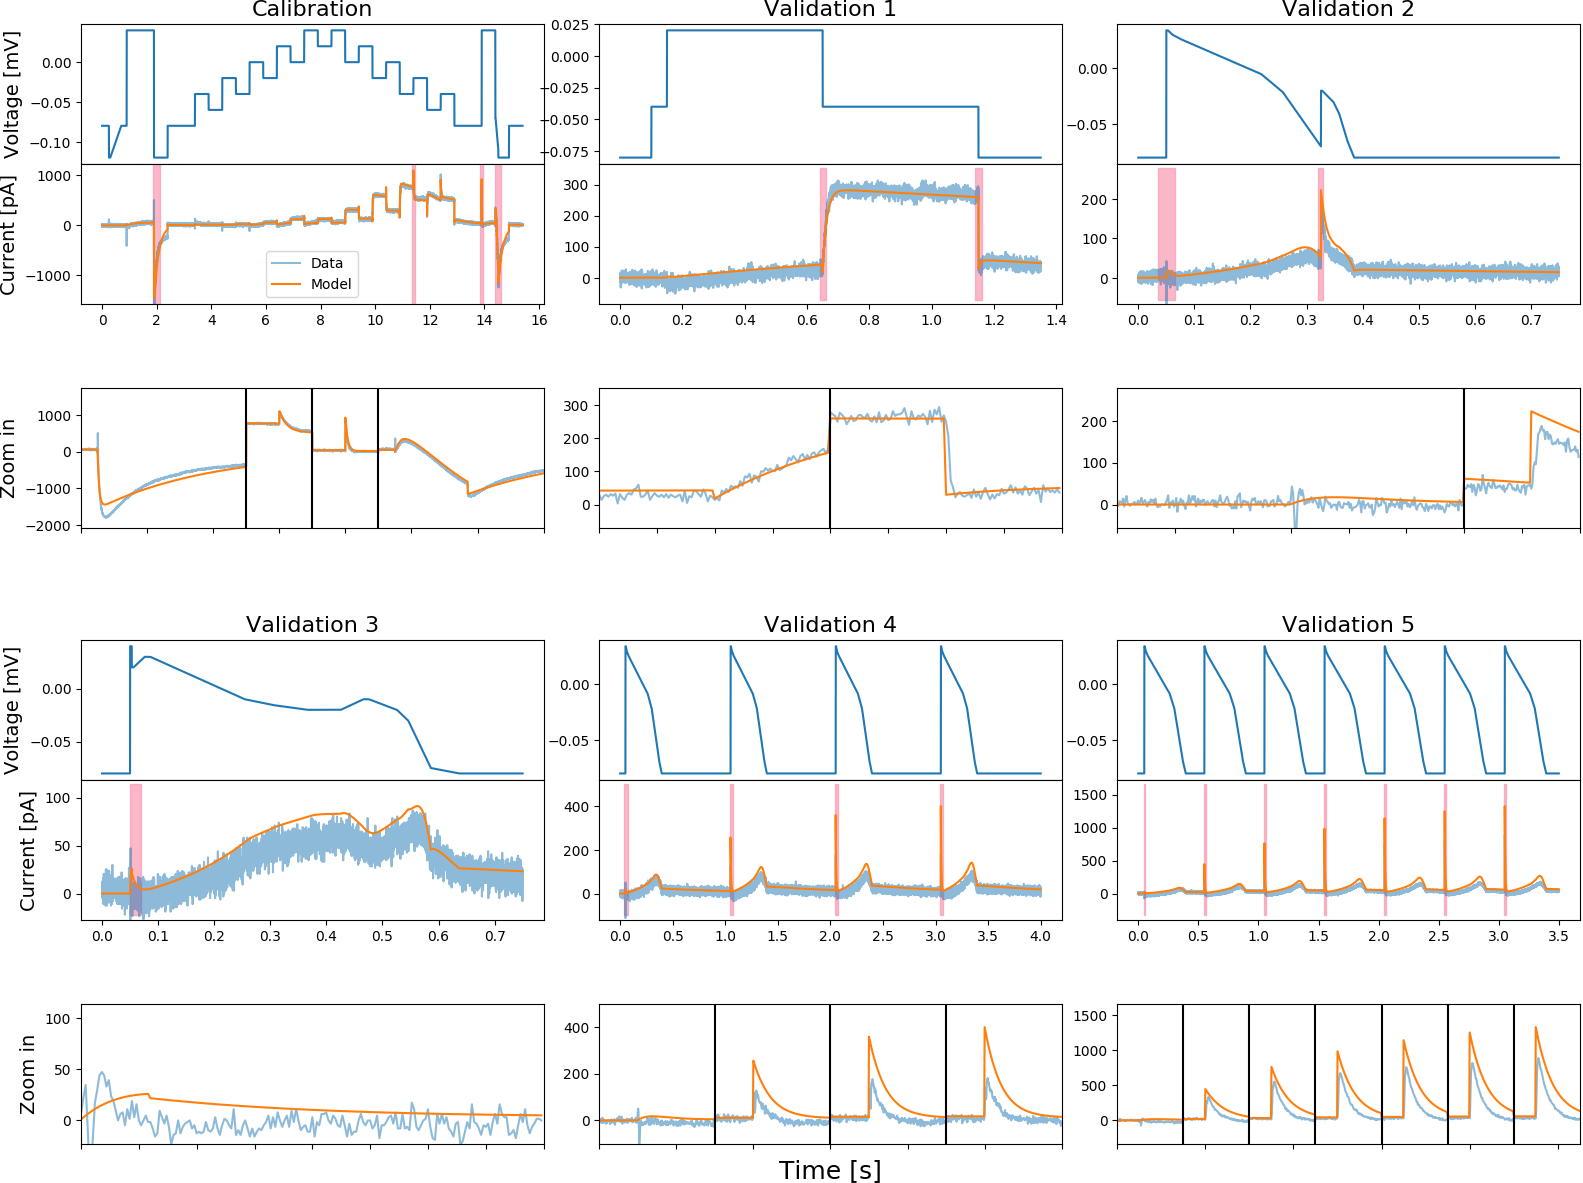 Calibration
Validation 1
Validation 2
Voltage [mV]
0.00
−0.05
−0.10
0.025
0.000
−0.025
−0.050
−0.075
0.00
−0.05
Current [pA]
1000
0
−1000
Data
Model
300
200
100
0
200
100
0
0 2 4 6 8 10 12 14 16
0.0 0.2 0.4 0.6 0.8 1.0 1.2 1.4
0.0 0.1 0.2 0.3 0.4 0.5 0.6 0.7
Zoom in
1000
0
−1000
−2000
300
200
100
0
200
100
0
Validation 3
Validation 4
Validation 5
Voltage [mV]
0.00
−0.05
0.00
−0.05
0.00
−0.05
Current [pA]
100
50
0
400
200
0
1500
1000
500
0
0.0 0.1 0.2 0.3 0.4 0.5 0.6 0.7
0.0 0.5 1.0 1.5 2.0 2.5 3.0 3.5 4.0
0.0 0.5 1.0 1.5 2.0 2.5 3.0 3.5
Zoom in
100
50
0
400
200
0
1500
1000
500
0
Time [s]